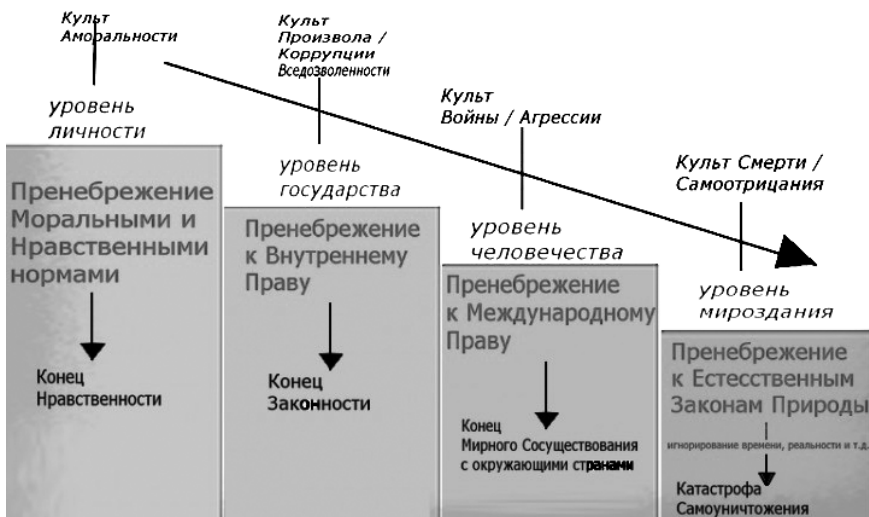 Культ
Аморальности
уровень
личности
Пренебрежение
Моральными и
Нравственными
нормами
Конец
Нравственности
Культ
Произвола /
Коррупции
Вседозволенности
уровень
государства
Пренебрежение
к Внутреннему
Праву
Конец
Законности
Культ
Войны / Агрессии
уровень
человечества
Пренебрежение
к Международному
Праву
Конец
Мирного Сосуществования
с окружающими странами
Культ Смерти /
Самоотрицания
уровень
мироздания
Пренебрежение
к Естесственным
Законам Природы
игнорирование времени, реальности и т.д.
Катастрофа
Самоуничтожения